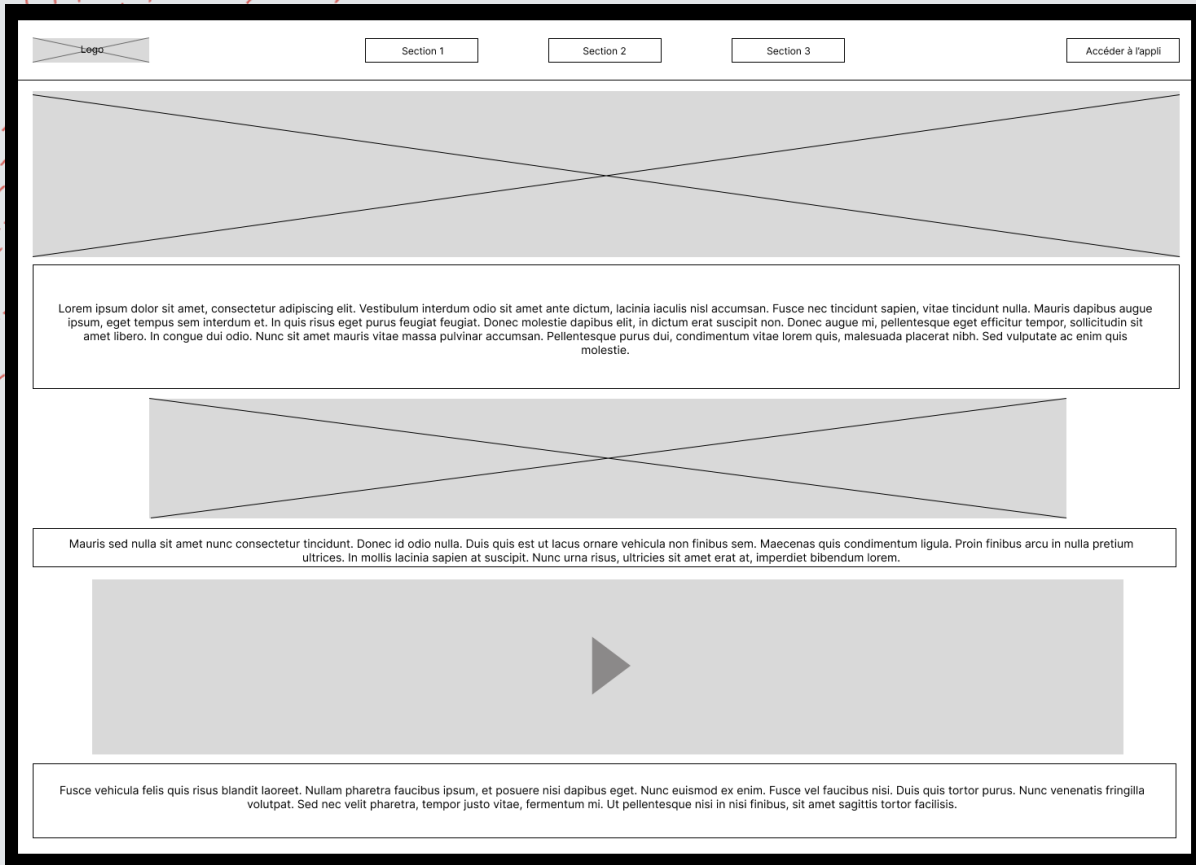 Logo
Section 1
Section 2
Section 3
Accéder à l'appli
Lorem ipsum dolor sit amet, consectetur adipiscing elit. Vestibulum interdum odio sit amet ante dictum, lacinia iaculis nisl accumsan. Fusce nec tincidunt sapien, vitae tincidunt nulla. Mauris dapibus augue
ipsum, eget tempus sem interdum et. In quis risus eget purus feugiat feugiat. Donec molestie dapibus elit, in dictum erat suscipit non. Donec augue mi, pellentesque eget efficitur tempor, sollicitudin sit
amet libero. In congue dui odio. Nunc sit amet mauris vitae massa pulvinar accumsan. Pellentesque purus dui, condimentum vitae lorem quis, malesuada placerat nibh. Sed vulputate ac enim quis
molestie.
Mauris sed nulla sit amet nunc consectetur tincidunt. Donec id odio nulla. Duis quis est ut lacus ornare vehicula non finibus sem. Maecenas quis condimentum ligula. Proin finibus arcu in nulla pretium
ultrices. In mollis lacinia sapien at suscipit. Nunc urna risus, ultricies sit amet erat at, imperdiet bibendum lorem.
Fusce vehicula felis quis risus blandit laoreet. Nullam pharetra faucibus ipsum, et posuere nisi dapibus eget. Nunc euismod ex enim. Fusce vel faucibus nisi. Duis quis tortor purus. Nunc venenatis fringilla
volutpat. Sed nec velit pharetra, tempor justo vitae, fermentum mi. Ut pellentesque nisi in nisi finibus, sit amet sagittis tortor facilisis.